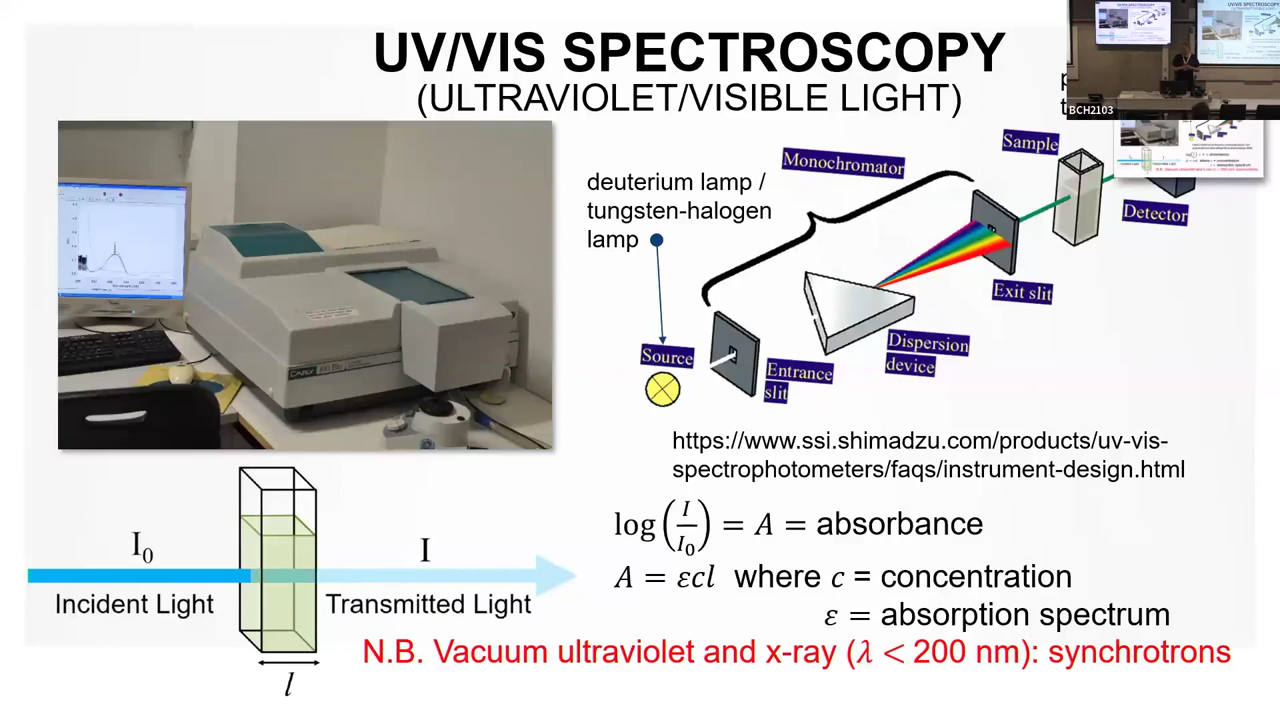 UV/VIS SPECTROSCOPY
(ULTRAVIOLET/VISIBLE LIGHT)
BCH2103
deuterium lamp /
tungsten-halogen
lamp
Monochromator
Sample
Detector
Exit slit
Dispersion
device
Source
Entrance
slit
CARY
https://www.ssi.shimadzu.com/products/uv-vis-
spectrophotometers/faqs/instrument-design.html
log(I/I₀) = A = absorbance
A = εcl where c = concentration
ε = absorption spectrum
I₀
I
Incident Light
Transmitted Light
l
N.B. Vacuum ultraviolet and x-ray (λ < 200 nm): synchrotrons